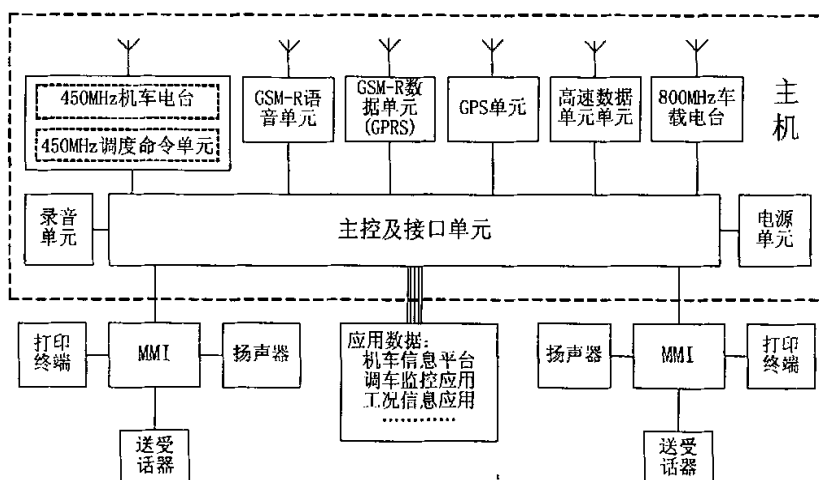 450MHz机车电台
450MHz调度命令单元
GSM-R语
音单元
GSM-R数
据单元
(GPRS)
GPS单元
高速数据
单元单元
800MHz车
载电台
主
机
录音
单元
主控及接口单元
电源
单元
打印
终端
MMI
扬声器
应用数据:
机车信息平台
调车监控应用
工况信息应用
…………
扬声器
MMI
打印
终端
送受
话器
送受
话器